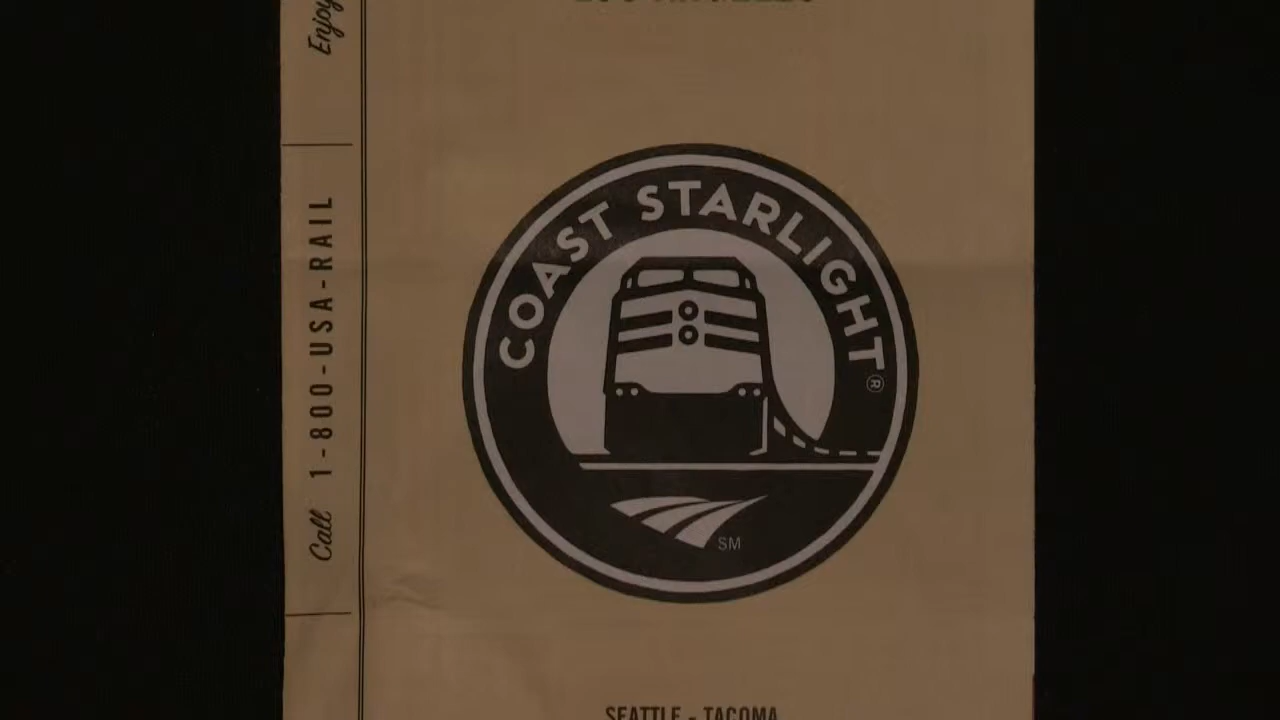 Enjoy
Call 1-800-USA-RAIL
COAST STARLIGHT®
SM
SEATTLE - TACOMA